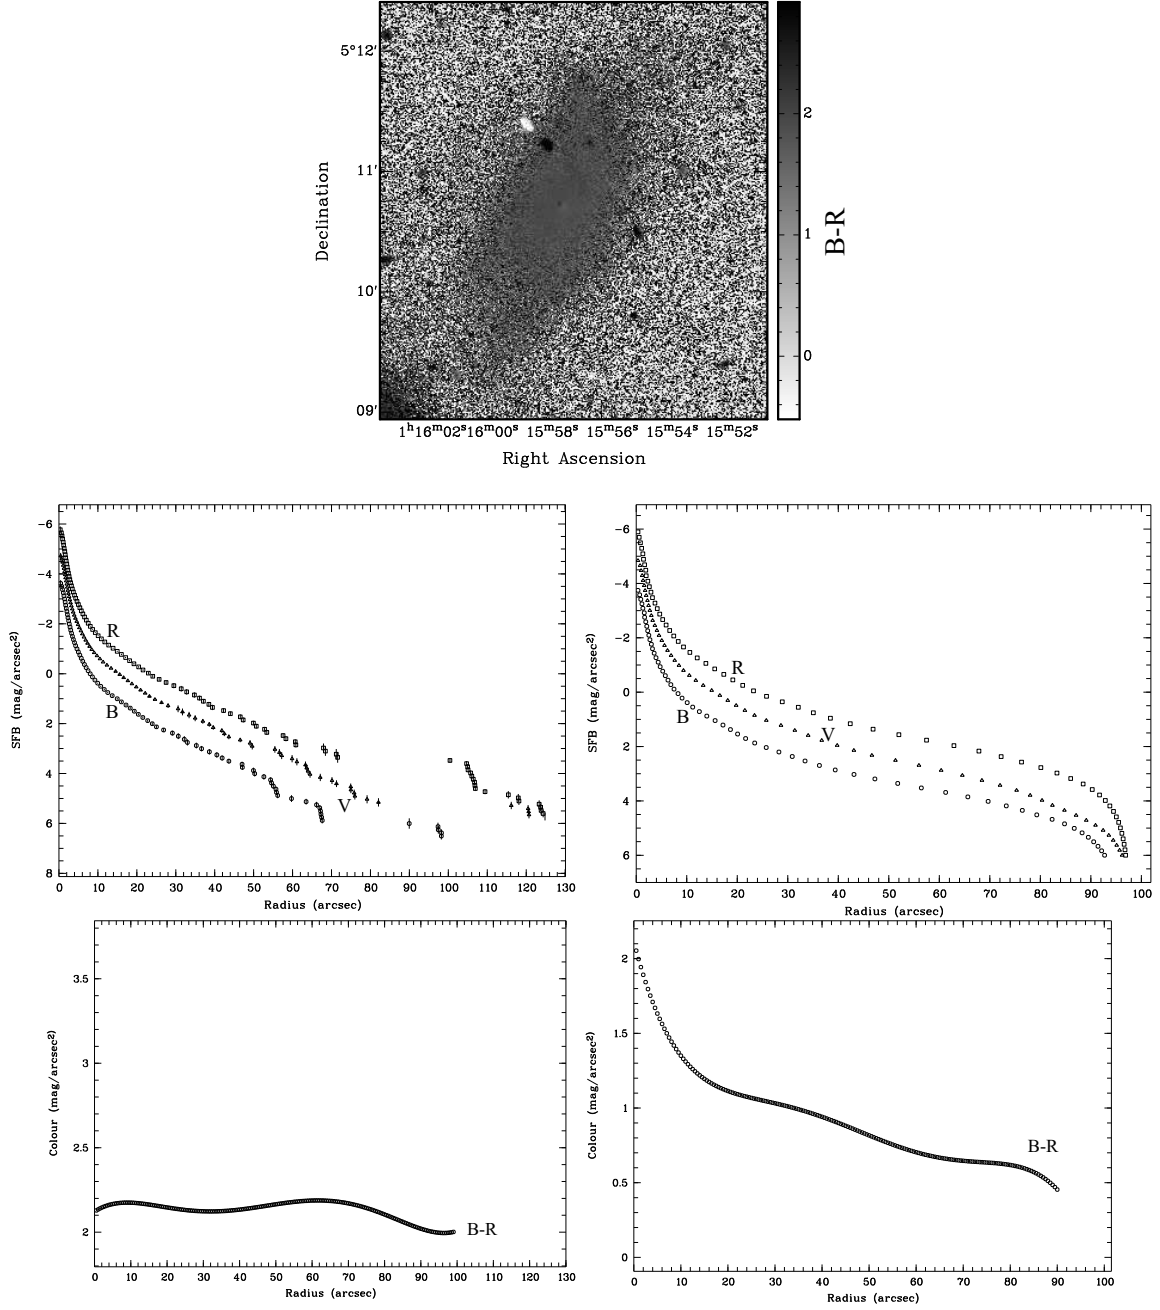 5°12′
11′
10′
09′
Declination
1ʰ16ᵐ02ˢ16ᵐ00ˢ 15ᵐ58ˢ 15ᵐ56ˢ 15ᵐ54ˢ 15ᵐ52ˢ
Right Ascension
2
1
0
B-R
-6
-4
-2
0
2
4
6
8
SFB (mag/arcsec²)
R
B
V
0 10 20 30 40 50 60 70 80 90 100 110 120 130
Radius (arcsec)
-6
-4
-2
0
2
4
6
SFB (mag/arcsec²)
R
B
V
0 10 20 30 40 50 60 70 80 90 100
Radius (arcsec)
3.5
3
2.5
2
Colour (mag/arcsec²)
B-R
0 10 20 30 40 50 60 70 80 90 100 110 120 130
Radius (arcsec)
2
1.5
1
0.5
0
Colour (mag/arcsec²)
B-R
0 10 20 30 40 50 60 70 80 90 100
Radius (arcsec)